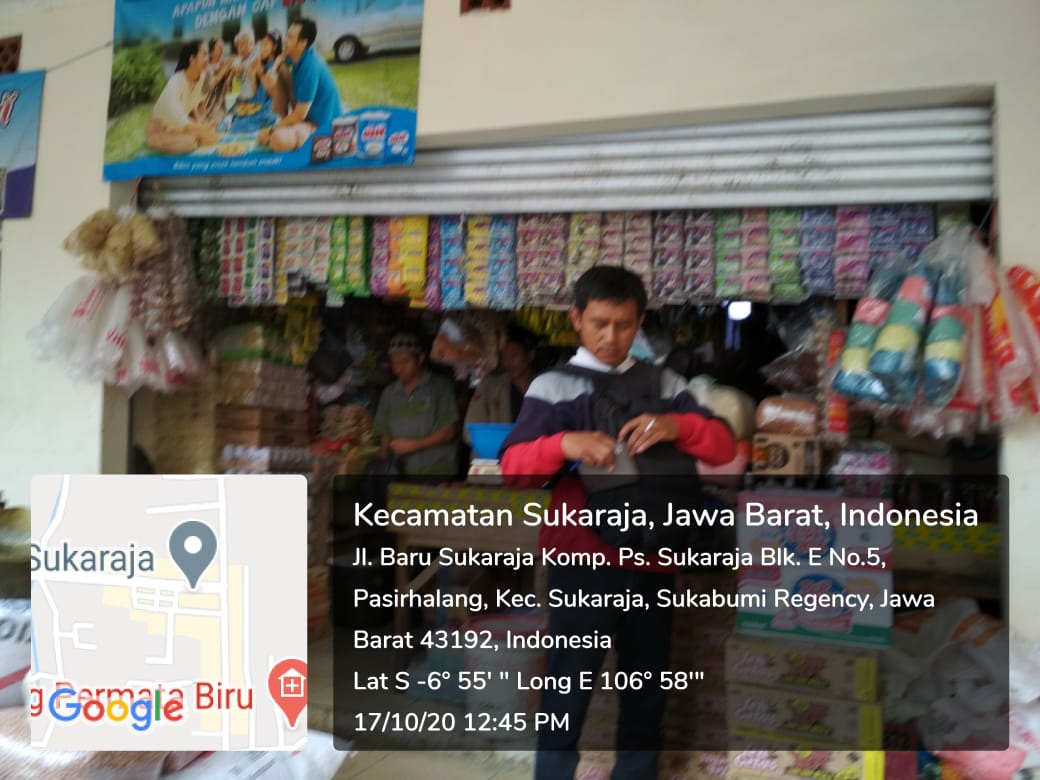 DENGAN CAP
Sukaraja
Permata Biru
Google
Kecamatan Sukaraja, Jawa Barat, Indonesia
Jl. Baru Sukaraja Komp. Ps. Sukaraja Blk. E No.5,
Pasirhalang, Kec. Sukaraja, Sukabumi Regency, Jawa
Barat 43192, Indonesia
Lat S -6° 55' " Long E 106° 58'"
17/10/20 12:45 PM